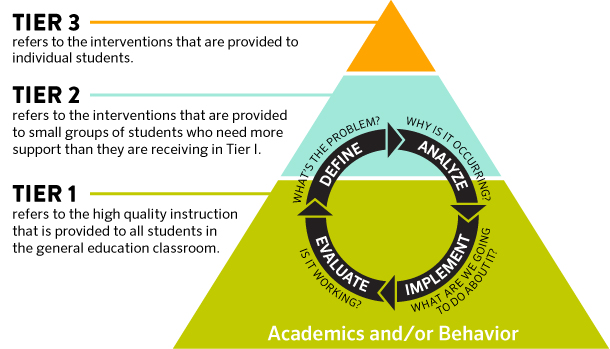 TIER 3
refers to the interventions that are provided to
individual students.
TIER 2
refers to the interventions that are provided
to small groups of students who need more
support than they are receiving in Tier I.
TIER 1
refers to the high quality instruction
that is provided to all students in
the general education classroom.
WHAT'S THE PROBLEM?
DEFINE
WHY IS IT OCCURRING?
ANALYZE
IMPLEMENT
WHAT ARE WE GOING
TO DO ABOUT IT?
EVALUATE
IS IT WORKING?
Academics and/or Behavior